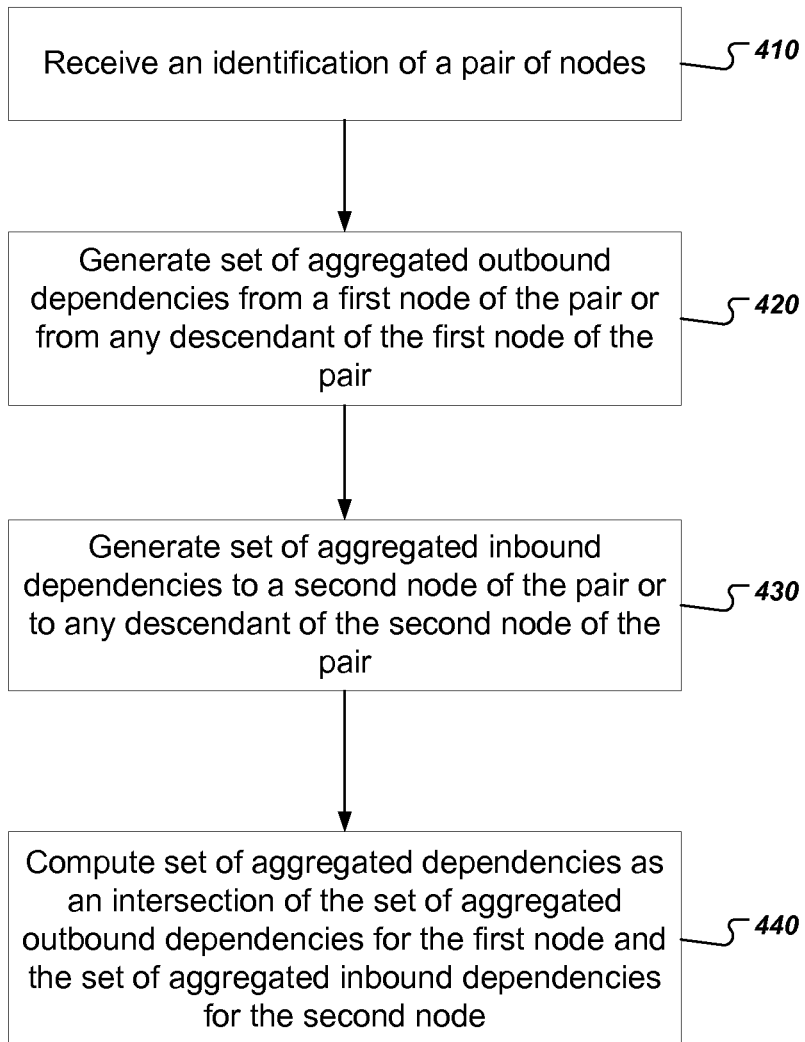 Receive an identification of a pair of nodes
410
Generate set of aggregated outbound
dependencies from a first node of the pair or
from any descendant of the first node of the
pair
420
Generate set of aggregated inbound
dependencies to a second node of the pair or
to any descendant of the second node of the
pair
430
Compute set of aggregated dependencies as
an intersection of the set of aggregated
outbound dependencies for the first node and
the set of aggregated inbound dependencies
for the second node
440